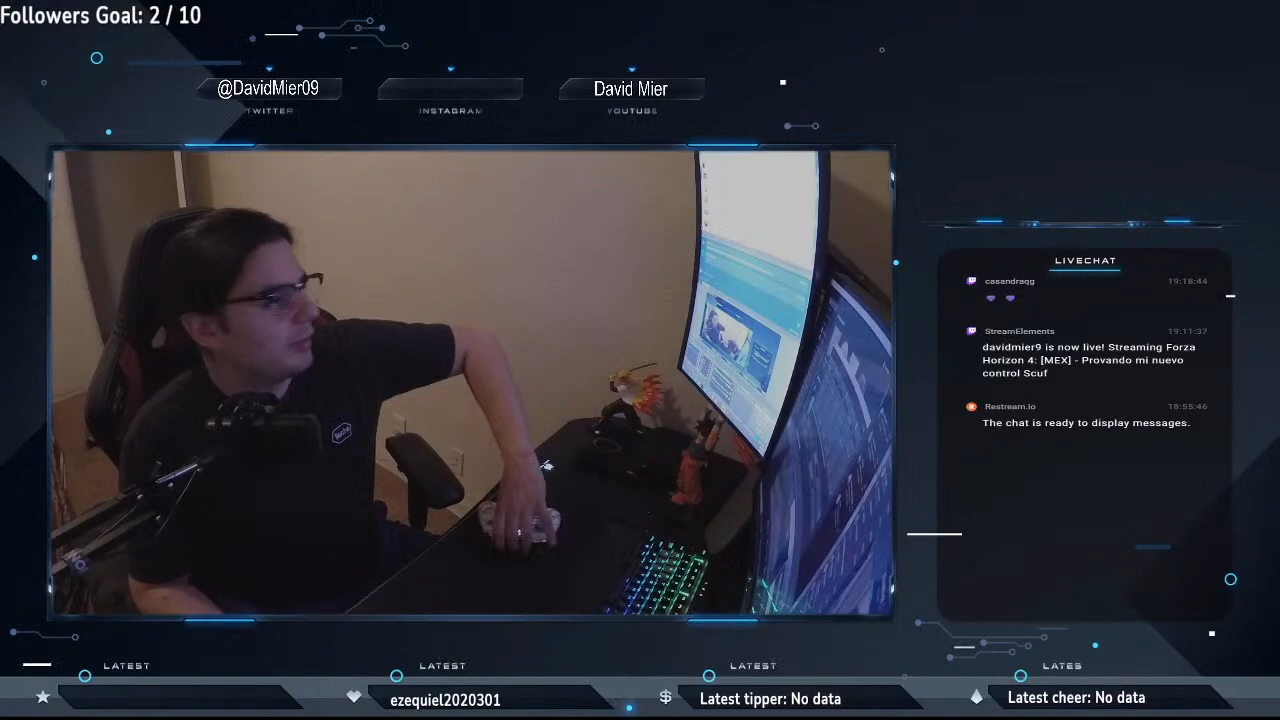 Followers Goal: 2 / 10
@DavidMier09
David Mier
TWITTER
INSTAGRAM
YOUTUBE
LIVECHAT
casandraqg 19:18:44
StreamElements 19:11:37
davidmier9 is now live! Streaming Forza
Horizon 4: [MEX] - Provando mi nuevo
control Scuf
Restream.io 18:55:46
The chat is ready to display messages.
LATEST LATEST LATEST LATES
ezequiel2020301 Latest tipper: No data Latest cheer: No data